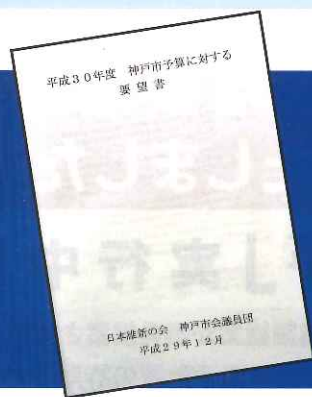 平成３０年度 神戸市予算に対する
要 望 書
日本維新の会 神戸市会議員団
平成２９年１２月